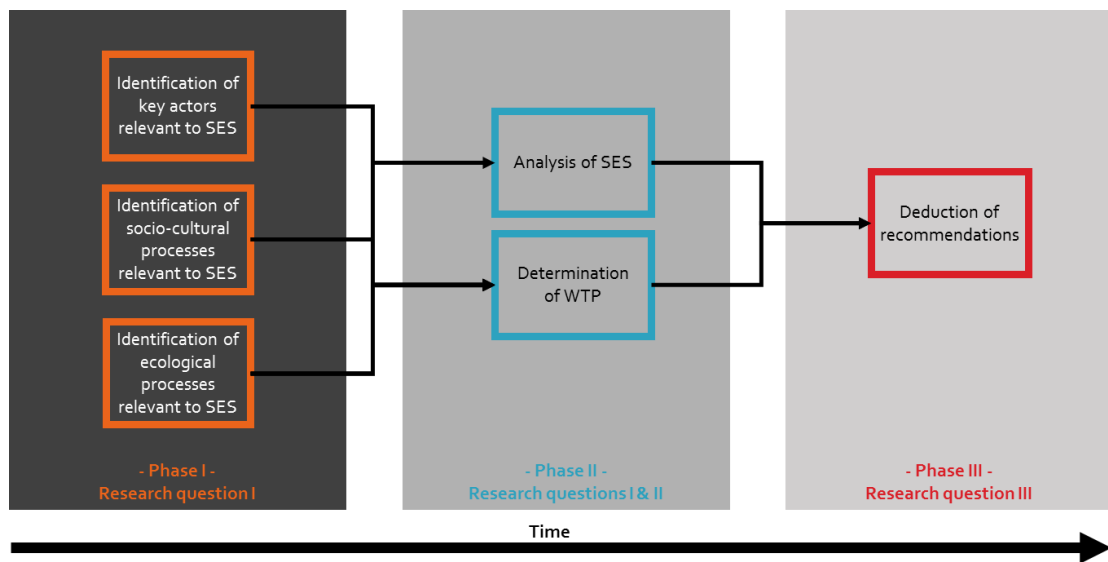 Identification of
key actors
relevant to SES
Identification of
socio-cultural
processes
relevant to SES
Identification of
ecological
processes
relevant to SES
- Phase I -
Research question I
Analysis of SES
Determination
of WTP
- Phase II -
Research questions I & II
Deduction of
recommendations
- Phase III -
Research question III
Time